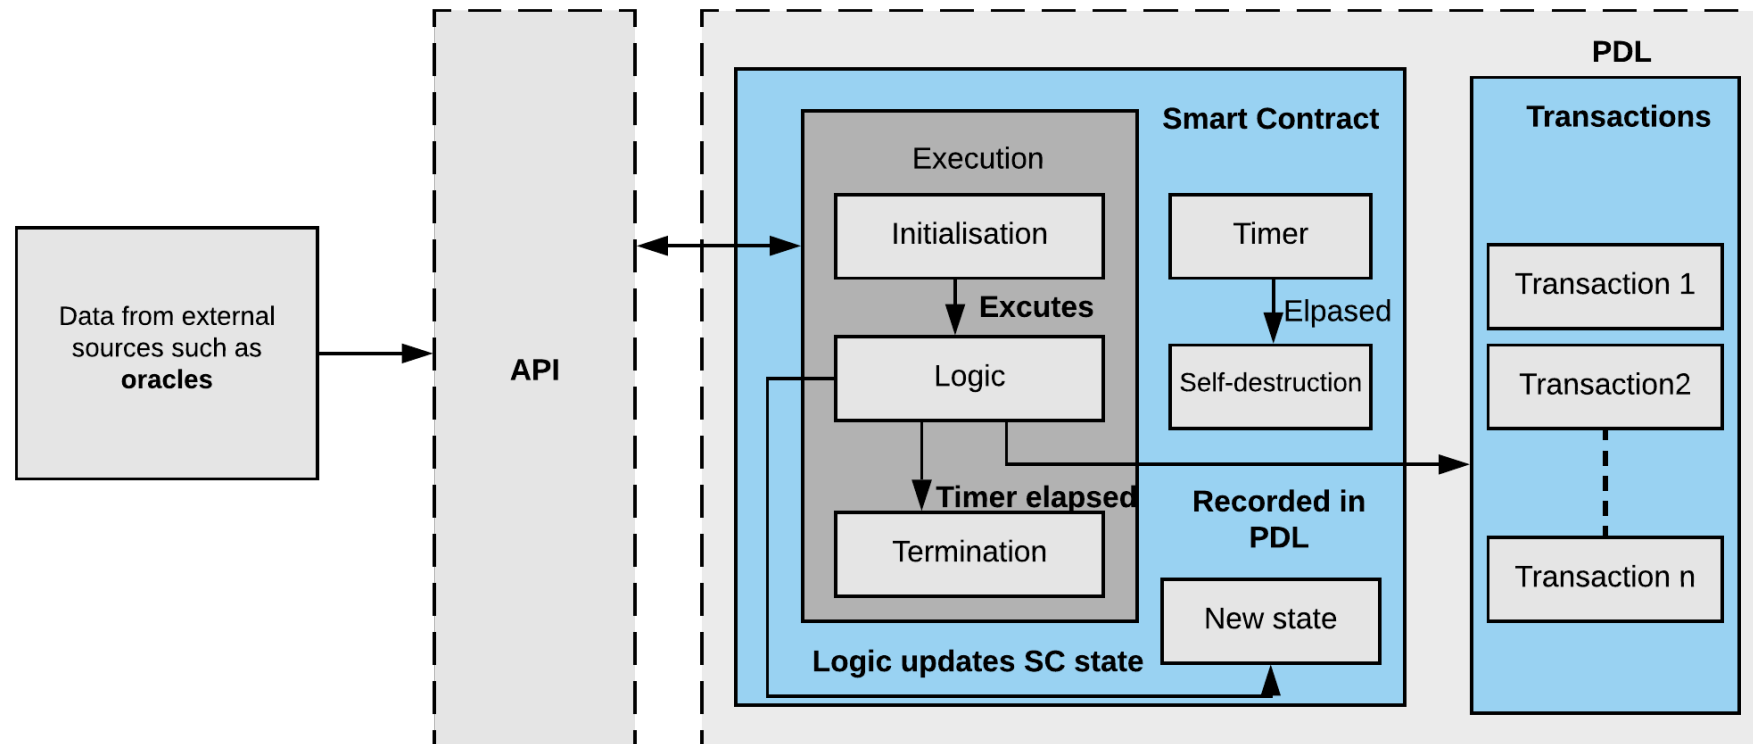 PDL
Smart Contract
Transactions
Execution
Initialisation
Timer
Transaction 1
Excutes
Elpased
Data from external
sources such as
oracles
API
Logic
Self-destruction
Transaction2
Timer elapsed
Recorded in
PDL
Termination
Transaction n
New state
Logic updates SC state